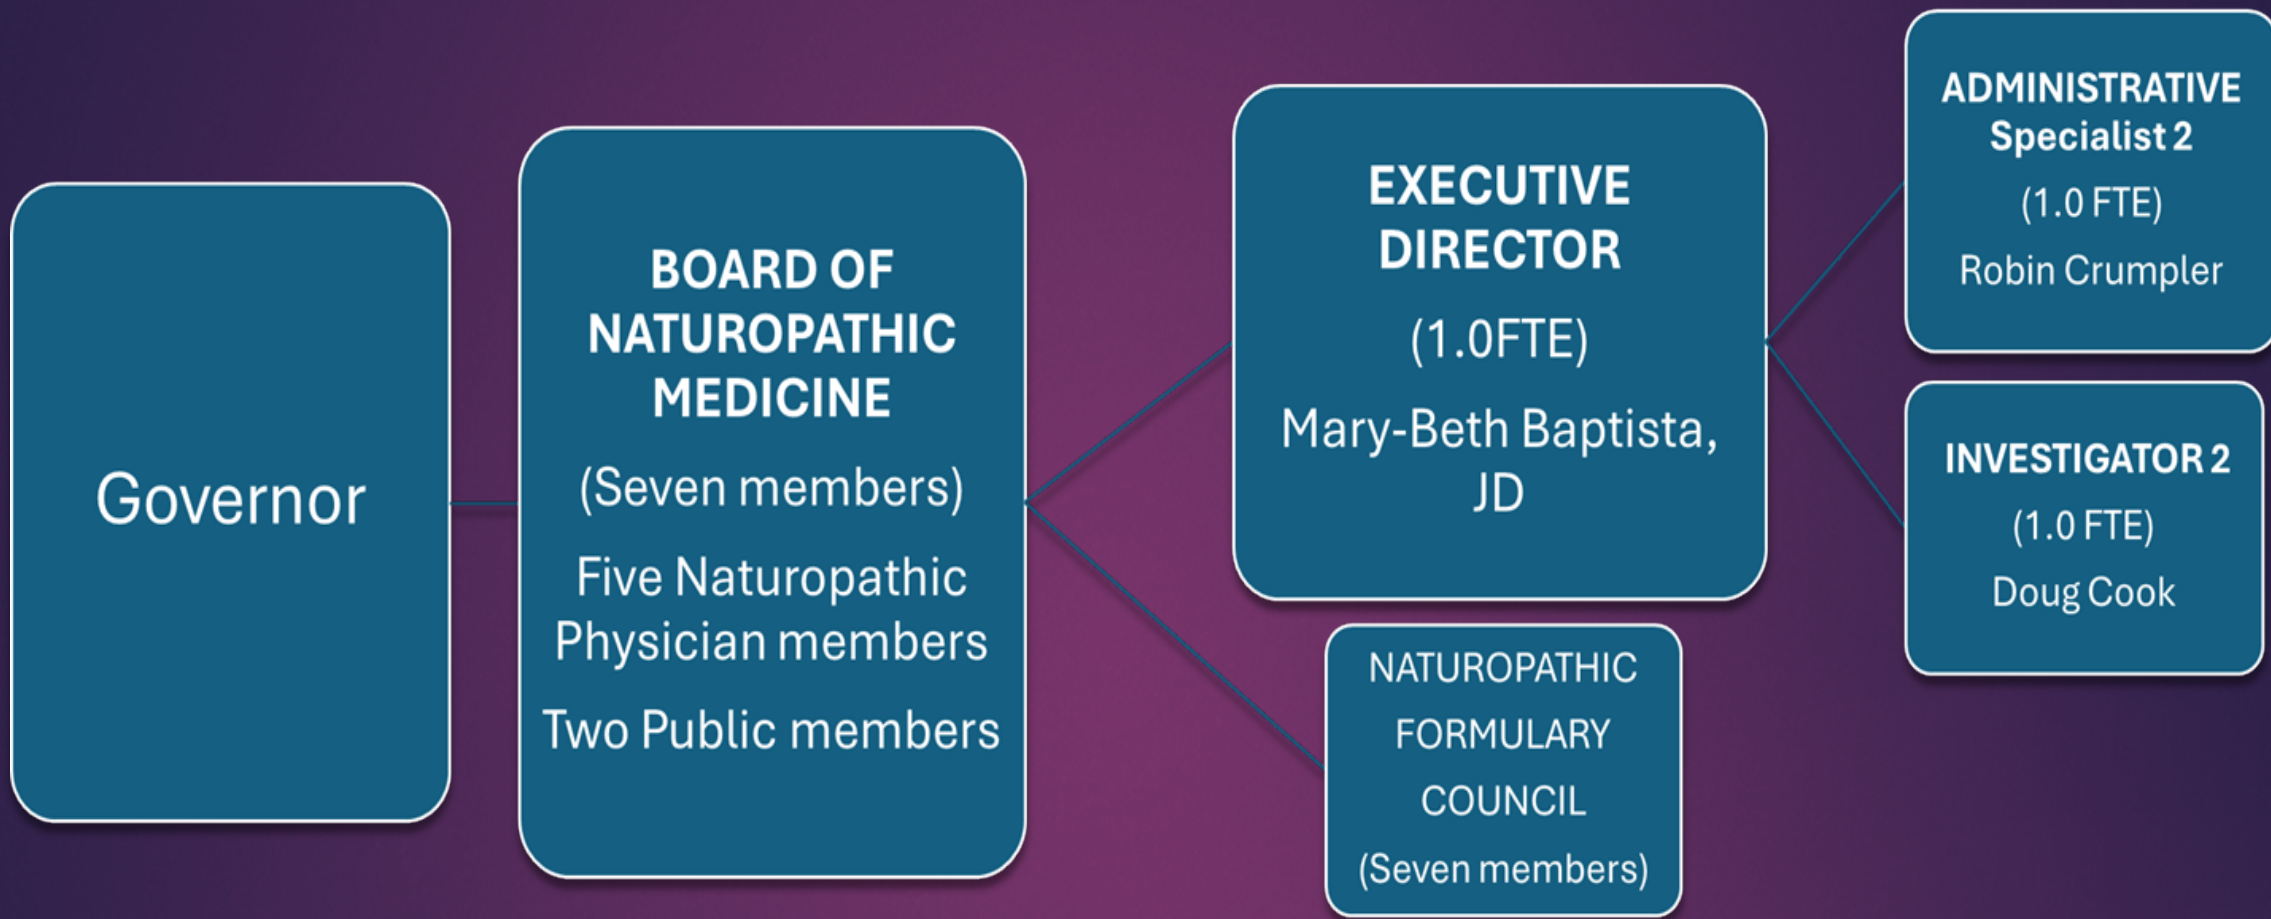 Governor
BOARD OF
NATUROPATHIC
MEDICINE
(Seven members)
Five Naturopathic
Physician members
Two Public members
EXECUTIVE
DIRECTOR
(1.0FTE)
Mary-Beth Baptista,
JD
NATUROPATHIC
FORMULARY
COUNCIL
(Seven members)
ADMINISTRATIVE
Specialist 2
(1.0 FTE)
Robin Crumpler
INVESTIGATOR 2
(1.0 FTE)
Doug Cook